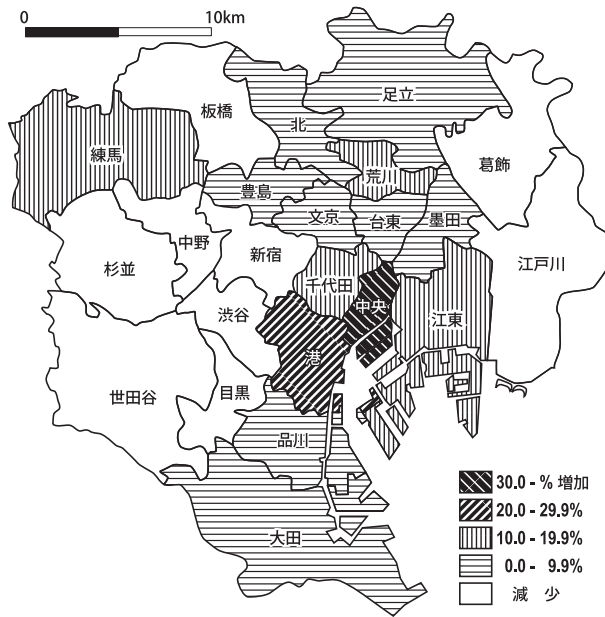 0 10km
板橋
足立
北
練馬
荒川
葛飾
豊島
文京
台東
墨田
中野
新宿
杉並
江戸川
千代田
中央
渋谷
江東
港
世田谷
目黒
品川
大田
30.0 - % 増加
20.0 - 29.9%
10.0 - 19.9%
0.0 - 9.9%
減 少